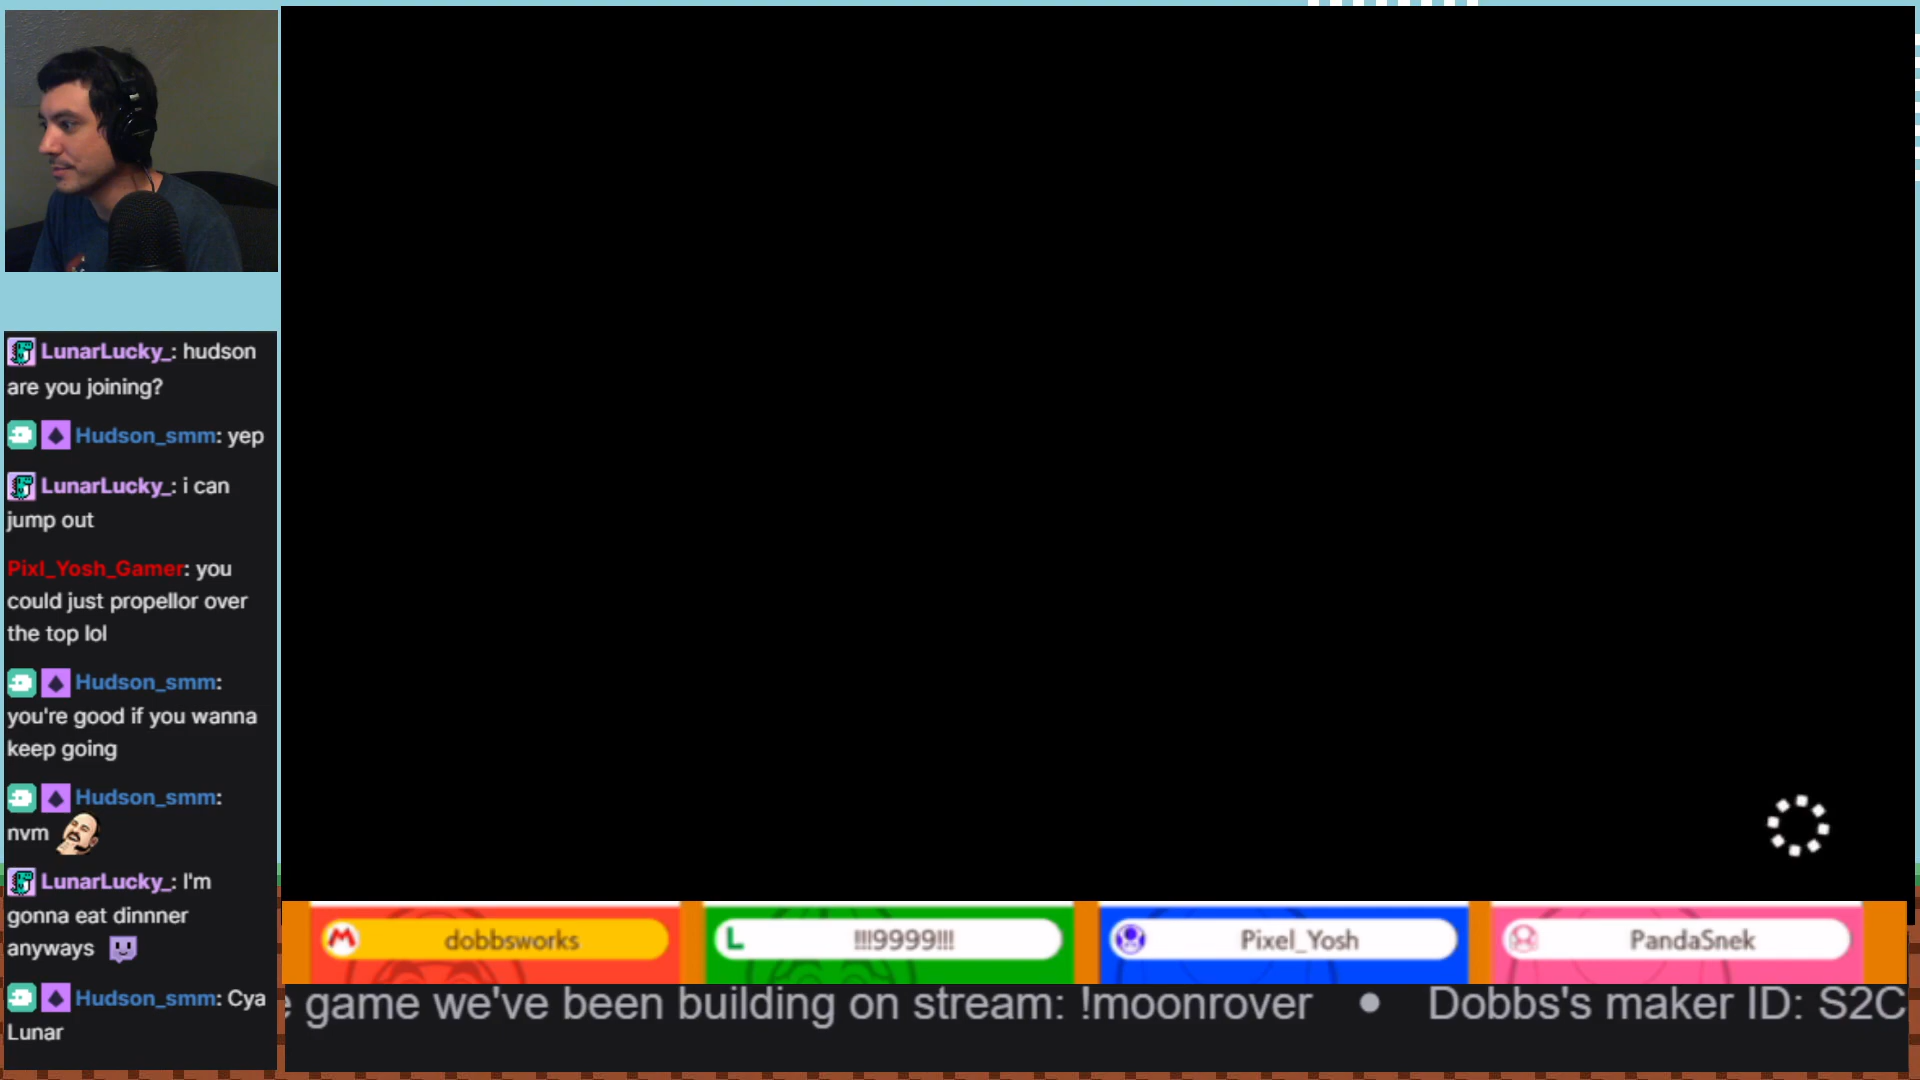 LunarLucky_: hudson
are you joining?
Hudson_smm: yep
LunarLucky_: i can
jump out
Pixl_Yosh_Gamer: you
could just propellor over
the top lol
Hudson_smm:
you're good if you wanna
keep going
Hudson_smm:
nvm
LunarLucky_: I'm
gonna eat dinnner
anyways
Hudson_smm: Cya
Lunar
M dobbsworks
L !!!9999!!!
Pixel_Yosh
PandaSnek
game we've been building on stream: !moonrover • Dobbs's maker ID: S2C